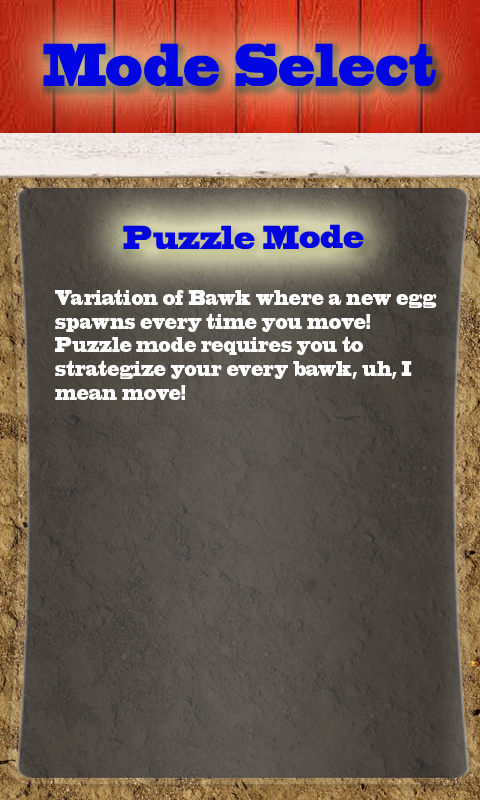 Mode Select
Puzzle Mode
Variation of Bawk where a new egg
spawns every time you move!
Puzzle mode requires you to
strategize your every bawk, uh, I
mean move!